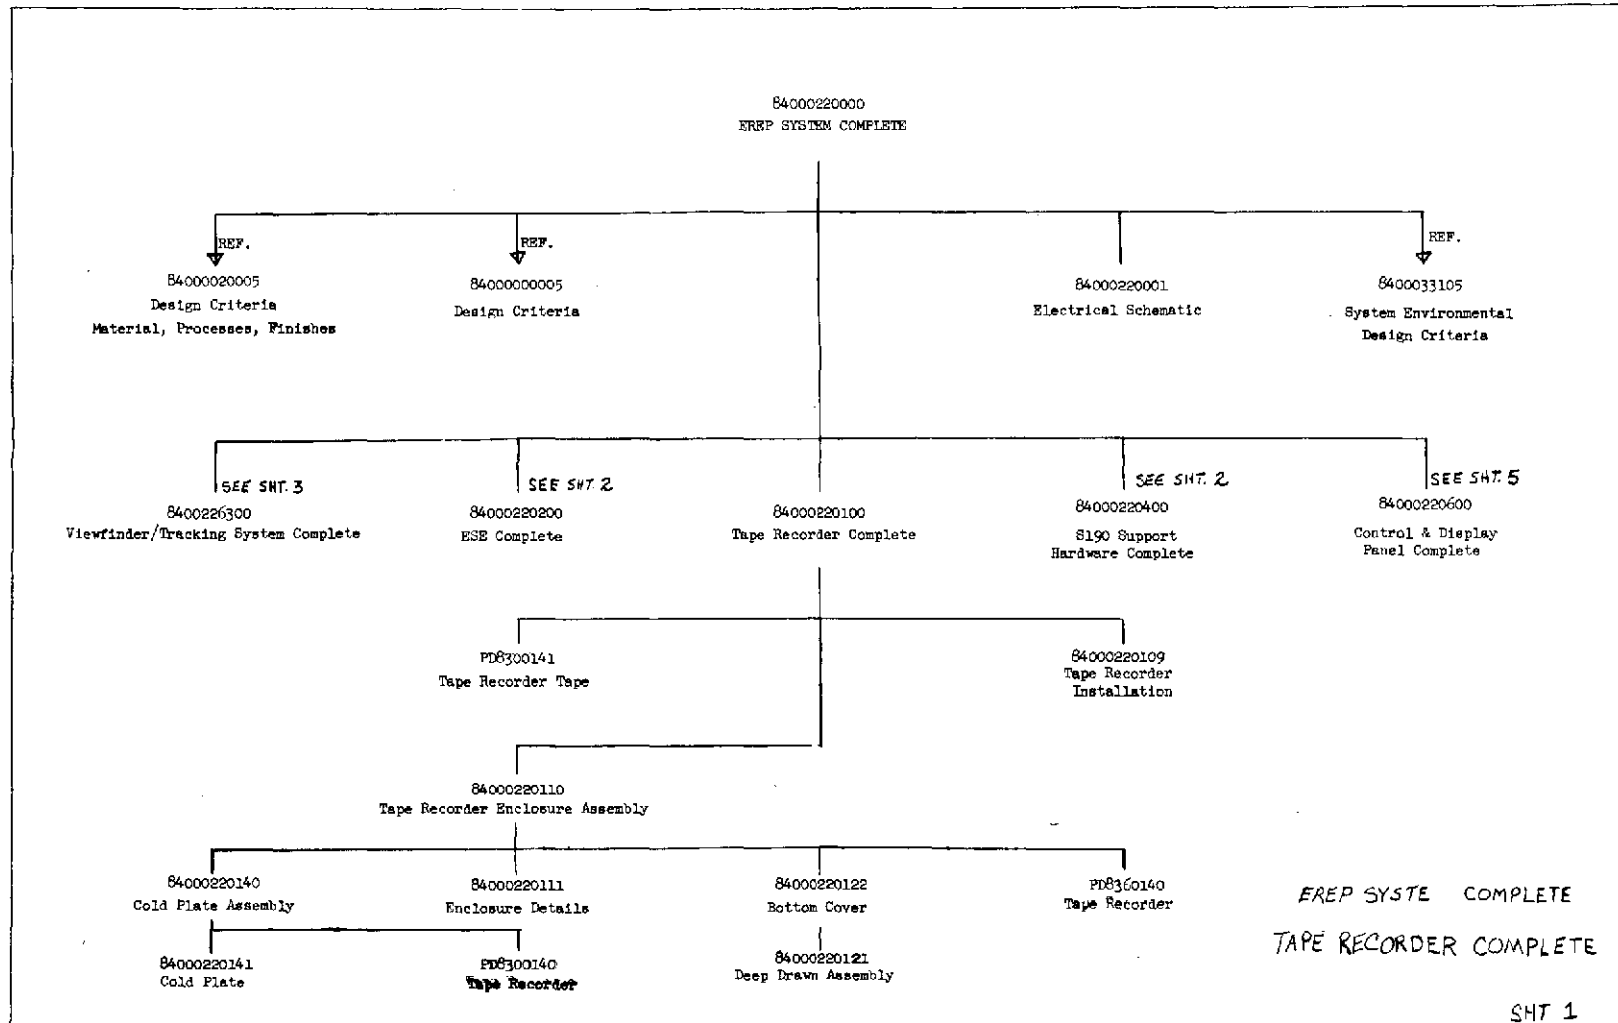 84000220000
EREP SYSTEM COMPLETE
REF.
84000020005
Design Criteria
Material, Processes, Finishes
REF.
84000000005
Design Criteria
84000220001
Electrical Schematic
REF.
8400033105
System Environmental
Design Criteria
SEE SHT. 3
8400226300
Viewfinder/Tracking System Complete
SEE SHT. 2
84000220200
ESE Complete
84000220100
Tape Recorder Complete
SEE SHT. 2
84000220400
S190 Support
Hardware Complete
SEE SHT. 5
84000220600
Control & Display
Panel Complete
PD8300141
Tape Recorder Tape
84000220109
Tape Recorder
Installation
84000220110
Tape Recorder Enclosure Assembly
84000220140
Cold Plate Assembly
84000220111
Enclosure Details
84000220122
Bottom Cover
PD8360140
Tape Recorder
84000220141
Cold Plate
PD8300140
Tape Recorder
84000220121
Deep Drawn Assembly
EREP SYSTE COMPLETE
TAPE RECORDER COMPLETE
SHT 1